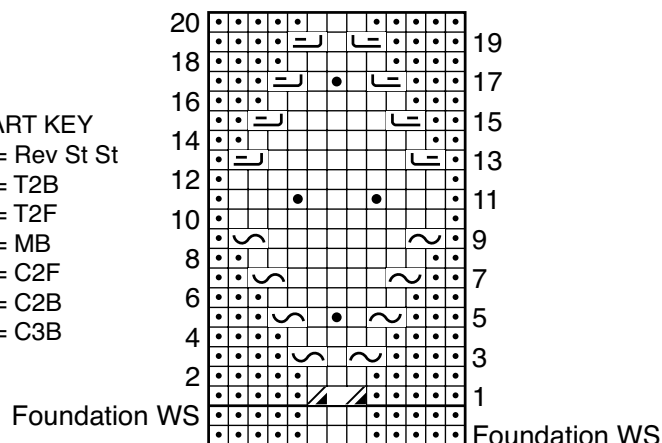 ART KEY
= Rev St St
= T2B
= T2F
= MB
= C2F
= C2B
= C3B
20
19
18
17
16
15
14
13
12
11
10
9
8
7
6
5
4
3
2
1
Foundation WS
Foundation WS